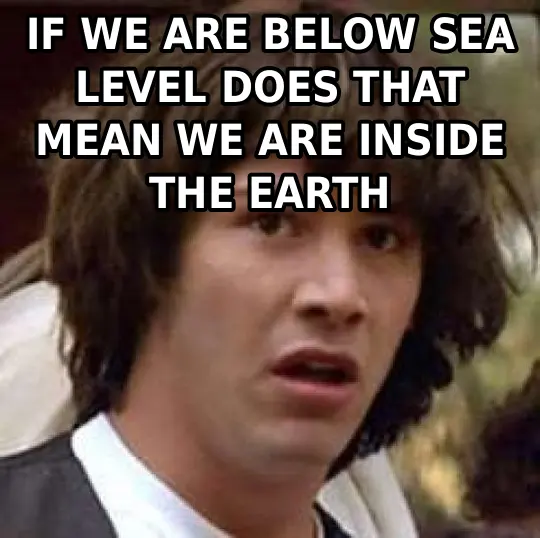 IF WE ARE BELOW SEA
LEVEL DOES THAT
MEAN WE ARE INSIDE
THE EARTH